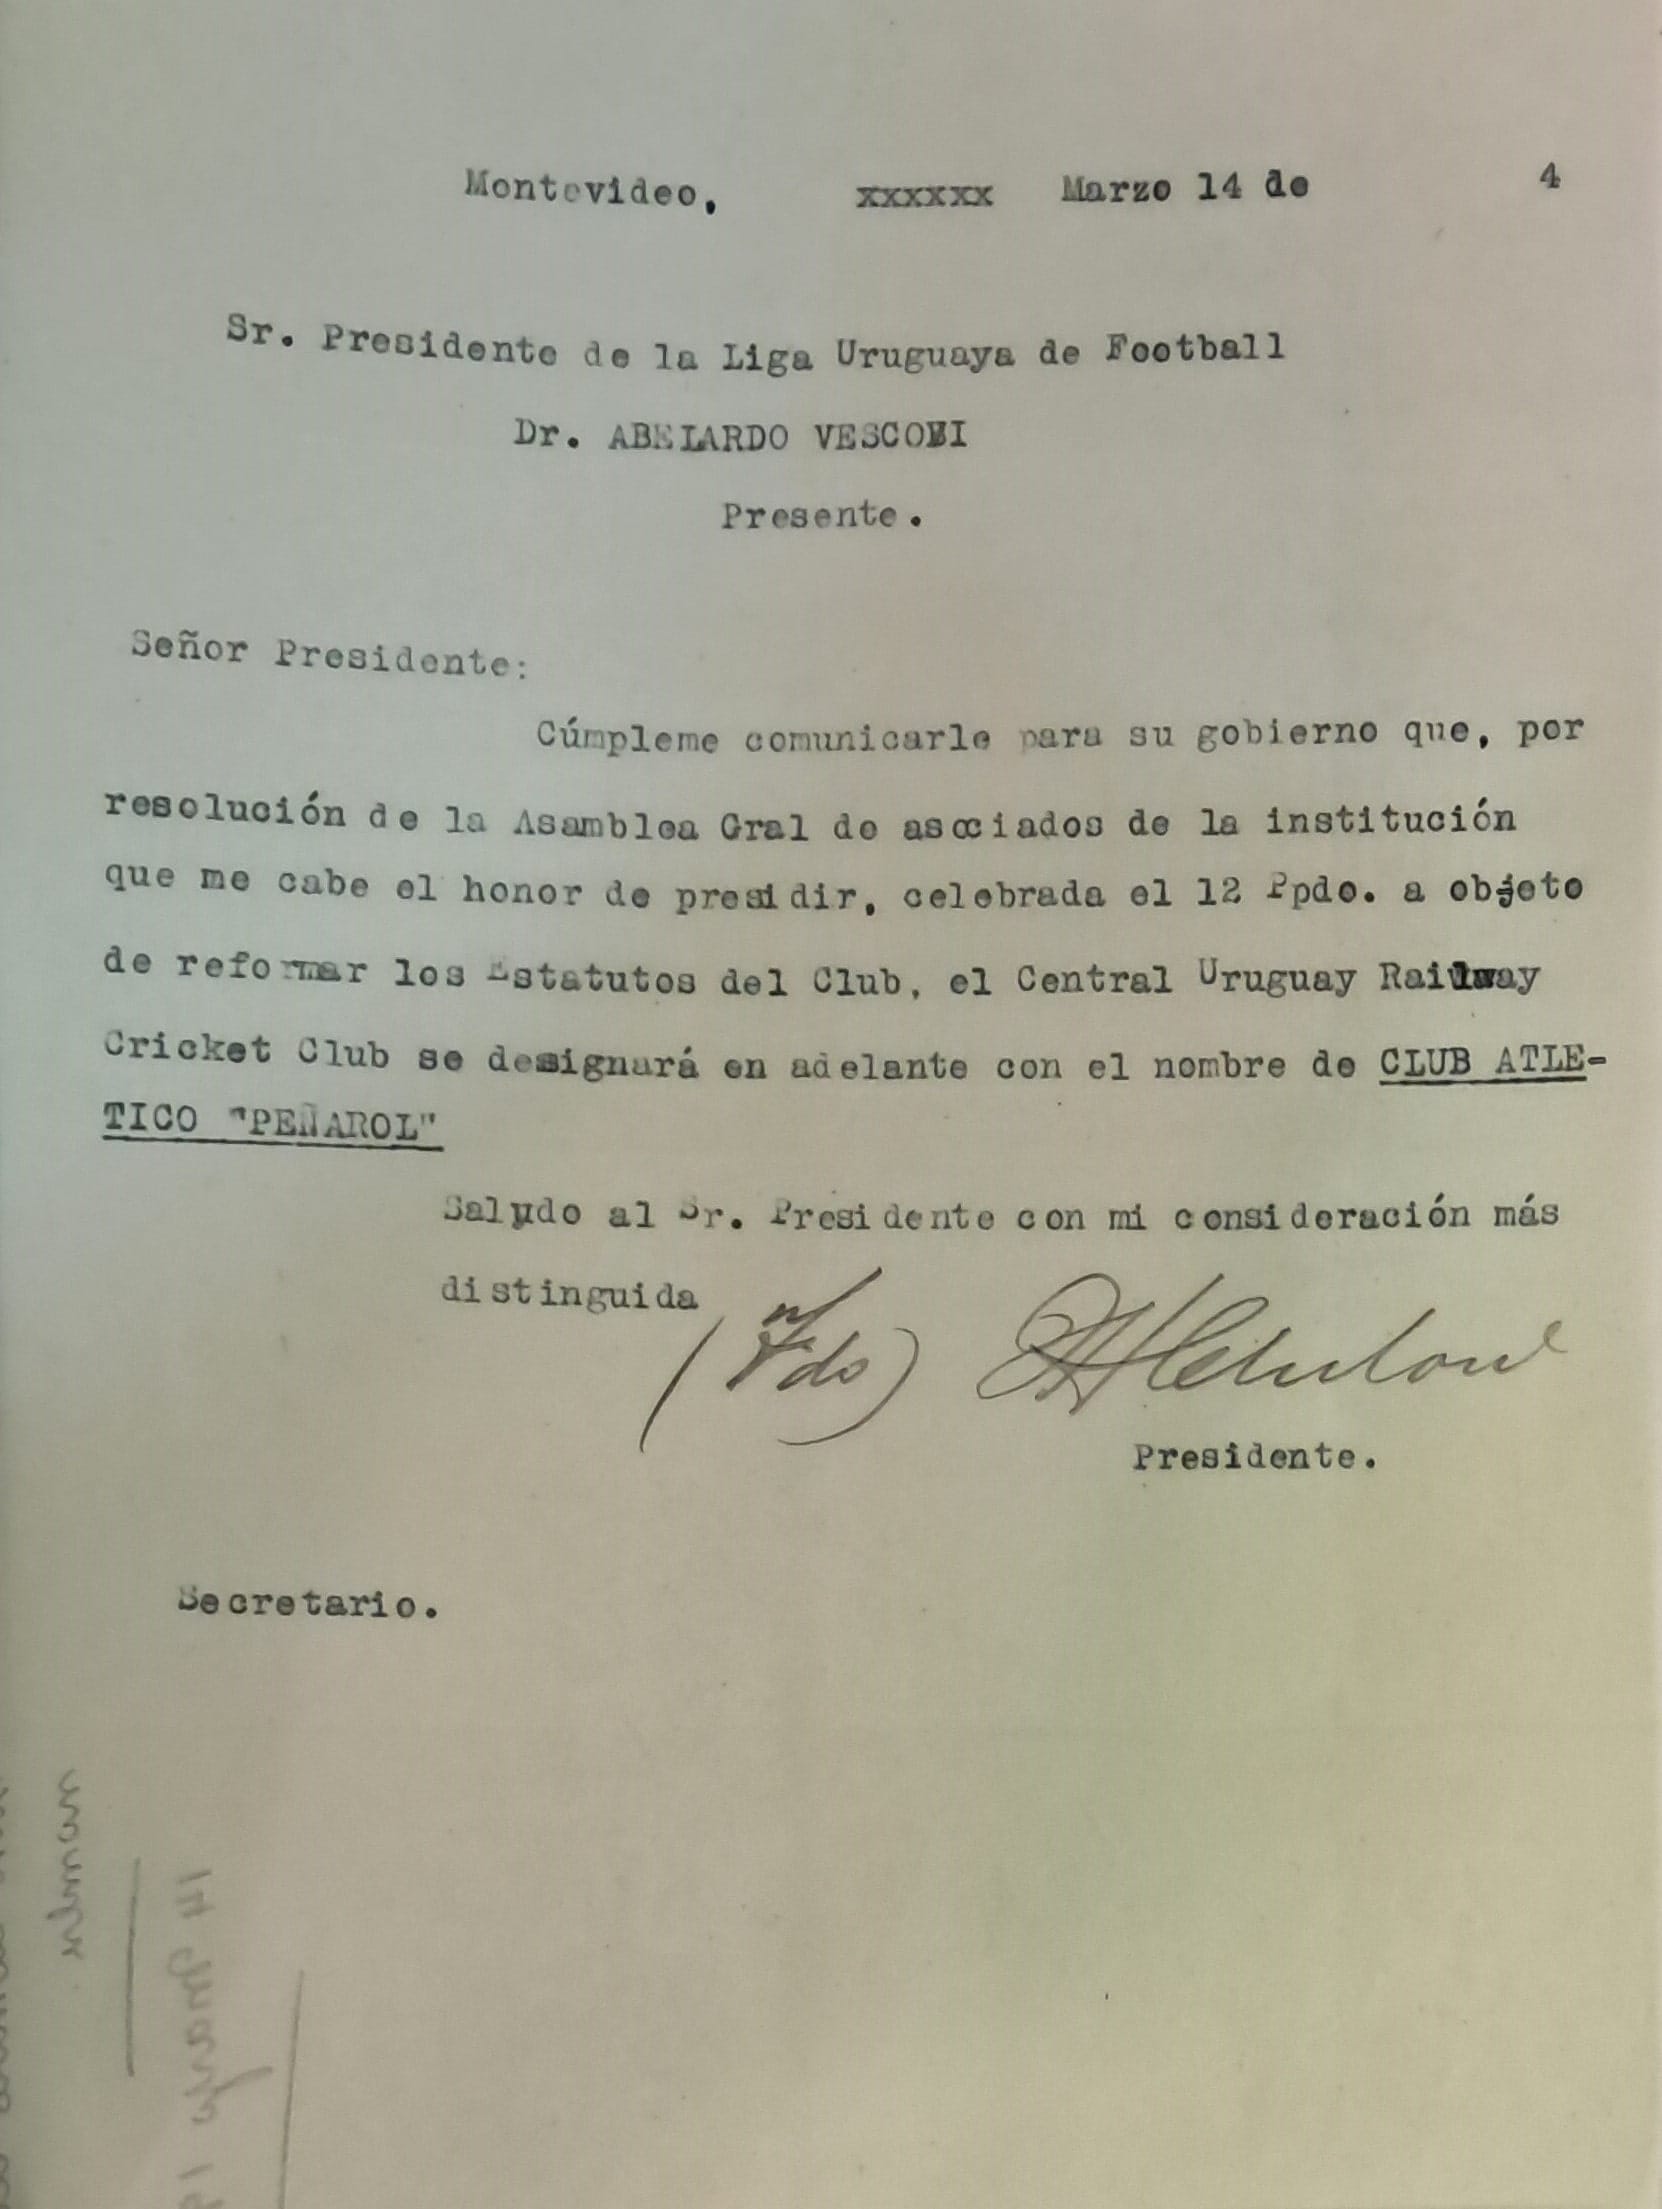 Montevideo, xxxxxx Marzo 14 de 4
Sr. Presidente de la Liga Uruguaya de Football
Dr. ABELARDO VESCOVI
Presente.
Señor Presidente:
Cúmpleme comunicarle para su gobierno que, por
resolución de la Asamblea Gral de asociados de la institución
que me cabe el honor de presidir, celebrada el 12 Ppdo. a objeto
de reformar los Estatutos del Club, el Central Uruguay Railway
Cricket Club se designará en adelante con el nombre de CLUB ATLE-
TICO "PEÑAROL"
Saludo al Sr. Presidente con mi consideración más
distinguida
(Fdo)
Presidente.
Secretario.
14 Marzo 19